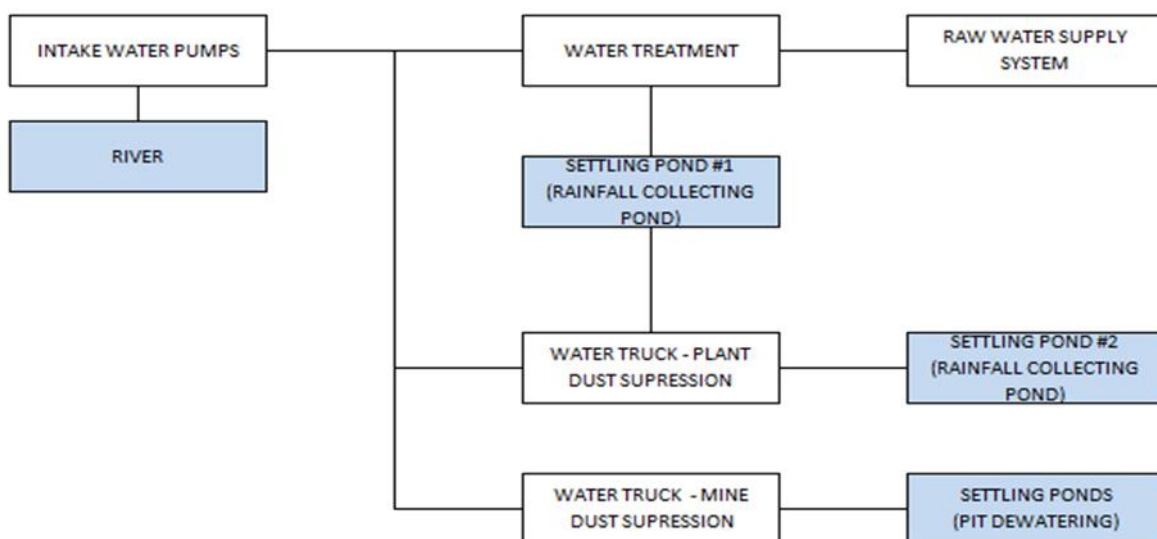 INTAKE WATER PUMPS
WATER TREATMENT
RAW WATER SUPPLY
SYSTEM
RIVER
SETTLING POND #1
(RAINFALL COLLECTING
POND)
WATER TRUCK - PLANT
DUST SUPRESSION
SETTLING POND #2
(RAINFALL COLLECTING
POND)
WATER TRUCK - MINE
DUST SUPRESSION
SETTLING PONDS
(PIT DEWATERING)